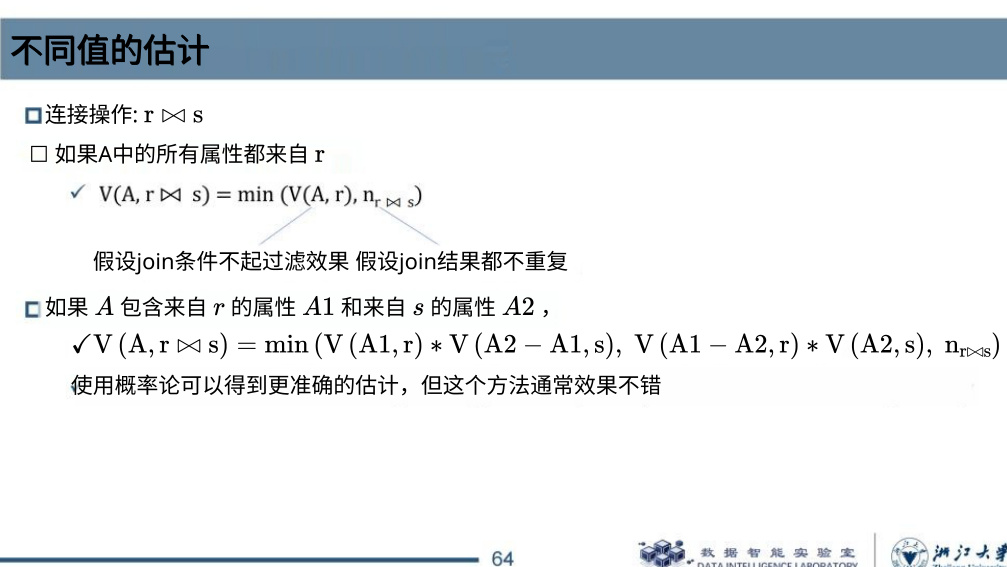 不同值的估计
连接操作: r ⋈ s
□ 如果A中的所有属性都来自 r
✓ V(A, r ⋈ s) = min (V(A, r), n_{r ⋈ s})
假设join条件不起过滤效果 假设join结果都不重复
如果 A 包含来自 r 的属性 A1 和来自 s 的属性 A2，
✓V (A, r ⋈ s) = min (V (A1, r) ∗ V (A2 − A1, s), V (A1 − A2, r) ∗ V (A2, s), n_{r⋈s})
使用概率论可以得到更准确的估计，但这个方法通常效果不错
64
数据智能实验室
DATA INTELLIGENCE LABORATORY
浙江大学